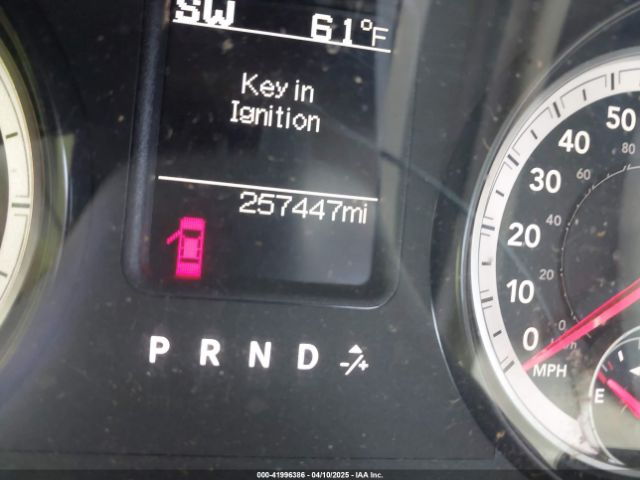 SW 61°F
Key in
Ignition
257447mi
P R N D -/+
50
40
80
30
60
20
40
10
20
0
0
MPH
E
000-41996386 - 04/10/2025 - IAA Inc.